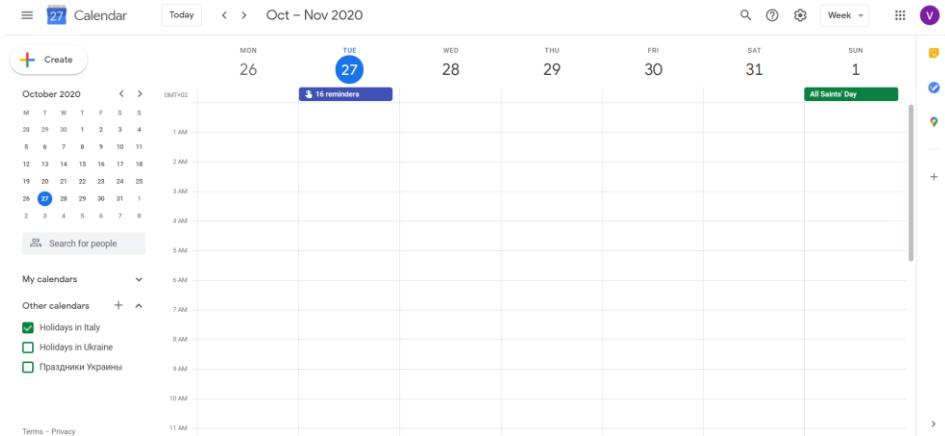 27 Calendar Today Oct – Nov 2020 Week V
Create
October 2020
M T W T F S S
28 29 30 1 2 3 4
5 6 7 8 9 10 11
12 13 14 15 16 17 18
19 20 21 22 23 24 25
26 27 28 29 30 31 1
2 3 4 5 6 7 8
Search for people
My calendars
Other calendars
Holidays in Italy
Holidays in Ukraine
Праздники Украины
Terms – Privacy
MON TUE WED THU FRI SAT SUN
26 27 28 29 30 31 1
GMT+02 16 reminders All Saints' Day
1 AM
2 AM
3 AM
4 AM
5 AM
6 AM
7 AM
8 AM
9 AM
10 AM
11 AM